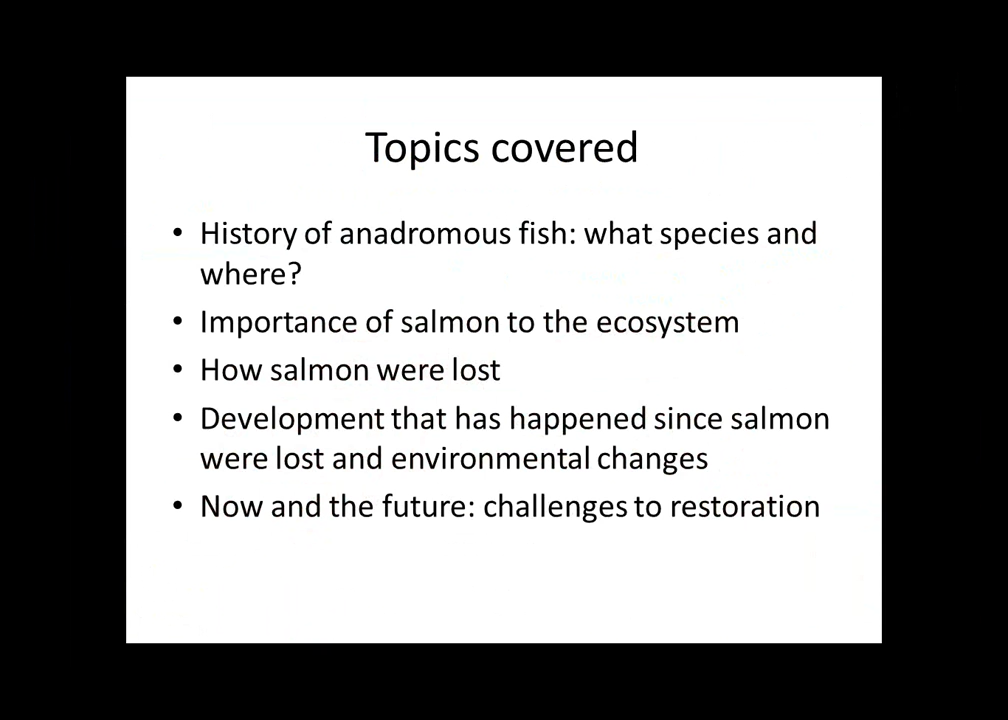 Topics covered
• History of anadromous fish: what species and
where?
• Importance of salmon to the ecosystem
• How salmon were lost
• Development that has happened since salmon
were lost and environmental changes
• Now and the future: challenges to restoration